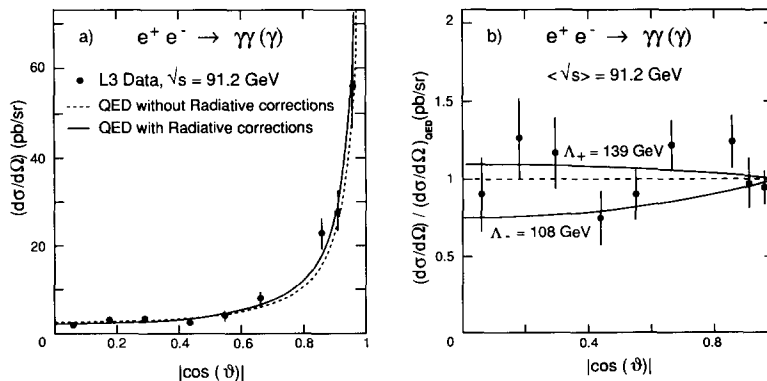 a) e⁺ e⁻ → γγ (γ)
● L3 Data, √s = 91.2 GeV
QED without Radiative corrections
QED with Radiative corrections
(dσ/dΩ) (pb/sr)
60
40
20
0
0 0.2 0.4 0.6 0.8 1
|cos (ϑ)|
b) e⁺ e⁻ → γγ (γ)
<√s> = 91.2 GeV
(dσ/dΩ) / (dσ/dΩ)QED (pb/sr)
2
1.5
1
0.5
0
Λ₊ = 139 GeV
Λ₋ = 108 GeV
0.4 0.8
|cos (ϑ)|